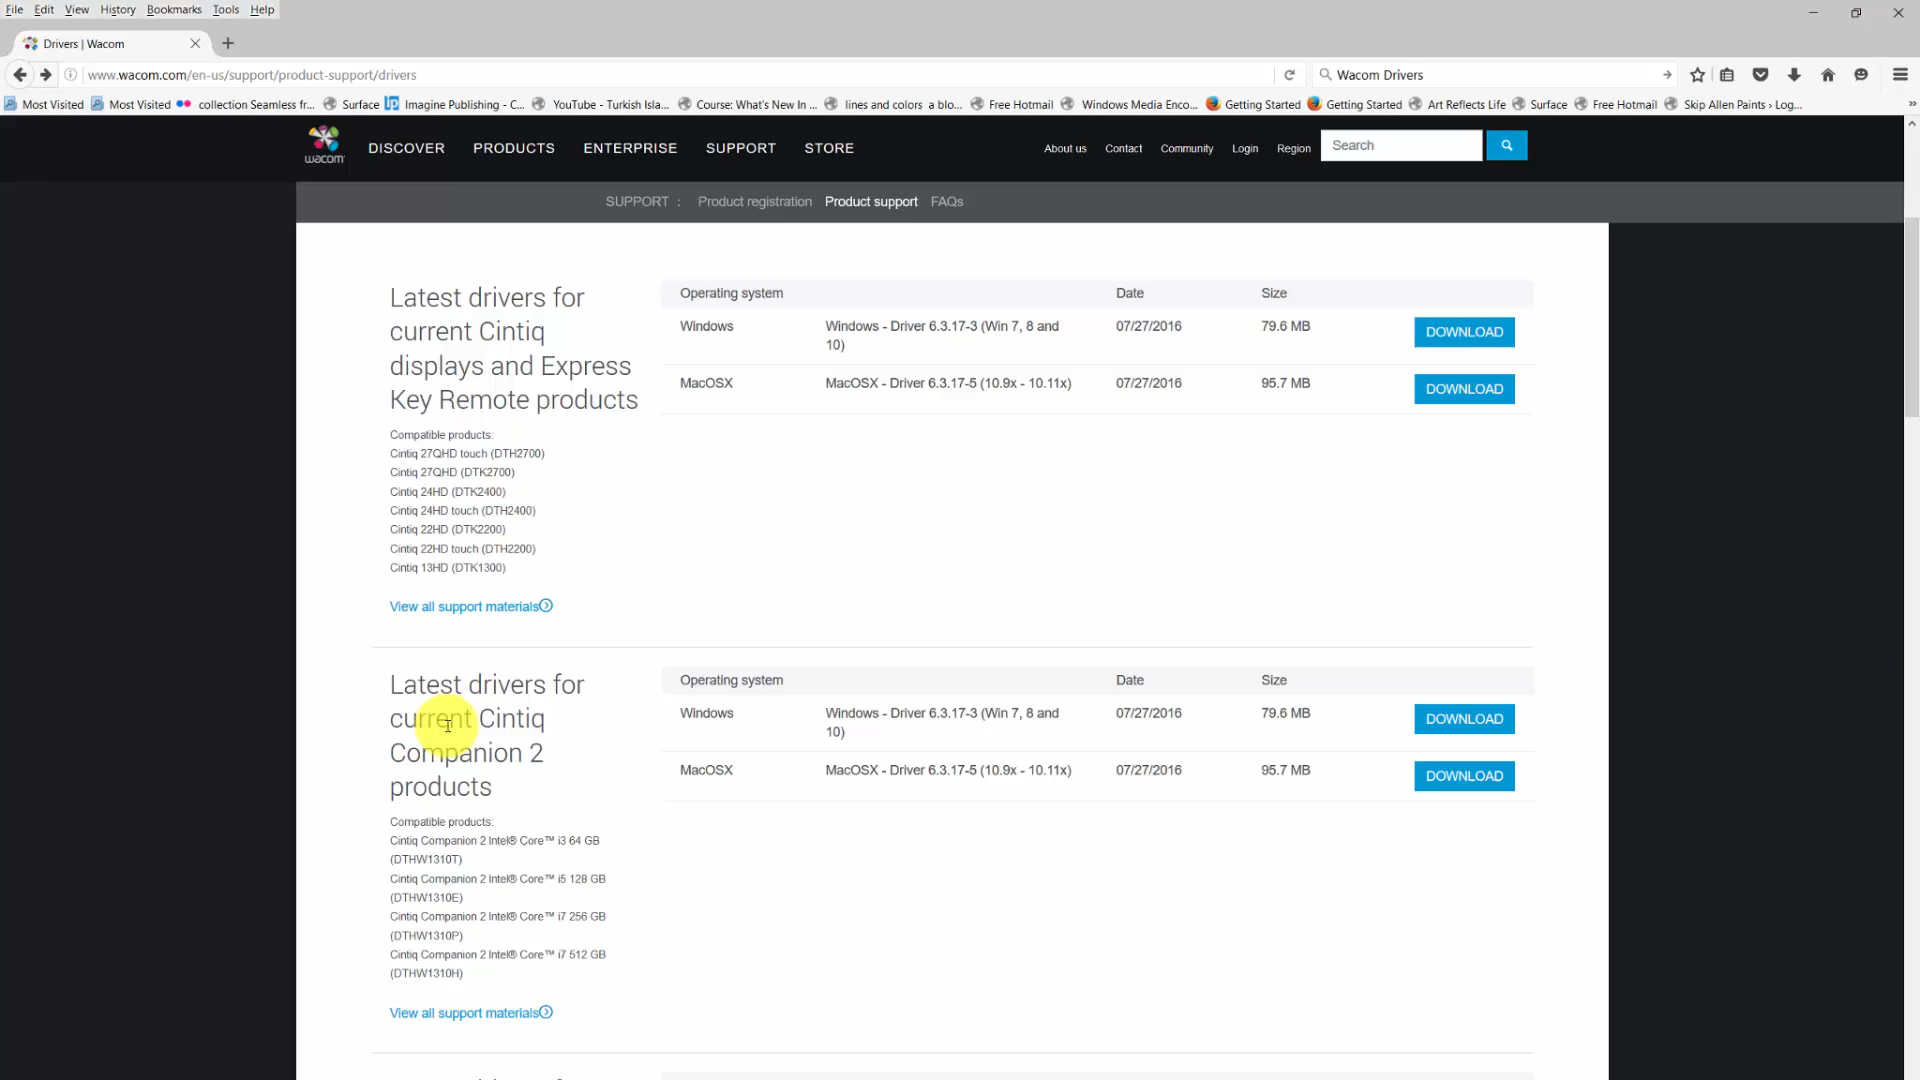 File Edit View History Bookmarks Tools Help
Drivers | Wacom
www.wacom.com/en-us/support/product-support/drivers
Wacom Drivers
Most Visited Most Visited collection Seamless fr... Surface Imagine Publishing - C... YouTube - Turkish Isla... Course: What's New In ... lines and colors a blo... Free Hotmail Windows Media Enco... Getting Started Getting Started Art Reflects Life Surface Free Hotmail Skip Allen Paints › Log...
wacom DISCOVER PRODUCTS ENTERPRISE SUPPORT STORE About us Contact Community Login Region Search
SUPPORT : Product registration Product support FAQs
Latest drivers for
current Cintiq
displays and Express
Key Remote products
Compatible products:
Cintiq 27QHD touch (DTH2700)
Cintiq 27QHD (DTK2700)
Cintiq 24HD (DTK2400)
Cintiq 24HD touch (DTH2400)
Cintiq 22HD (DTK2200)
Cintiq 22HD touch (DTH2200)
Cintiq 13HD (DTK1300)
View all support materials
Operating system Date Size
Windows Windows - Driver 6.3.17-3 (Win 7, 8 and 07/27/2016 79.6 MB DOWNLOAD
10)
MacOSX MacOSX - Driver 6.3.17-5 (10.9x - 10.11x) 07/27/2016 95.7 MB DOWNLOAD
Latest drivers for
current Cintiq
Companion 2
products
Compatible products:
Cintiq Companion 2 Intel® Core™ i3 64 GB
(DTHW1310T)
Cintiq Companion 2 Intel® Core™ i5 128 GB
(DTHW1310E)
Cintiq Companion 2 Intel® Core™ i7 256 GB
(DTHW1310P)
Cintiq Companion 2 Intel® Core™ i7 512 GB
(DTHW1310H)
View all support materials
Operating system Date Size
Windows Windows - Driver 6.3.17-3 (Win 7, 8 and 07/27/2016 79.6 MB DOWNLOAD
10)
MacOSX MacOSX - Driver 6.3.17-5 (10.9x - 10.11x) 07/27/2016 95.7 MB DOWNLOAD